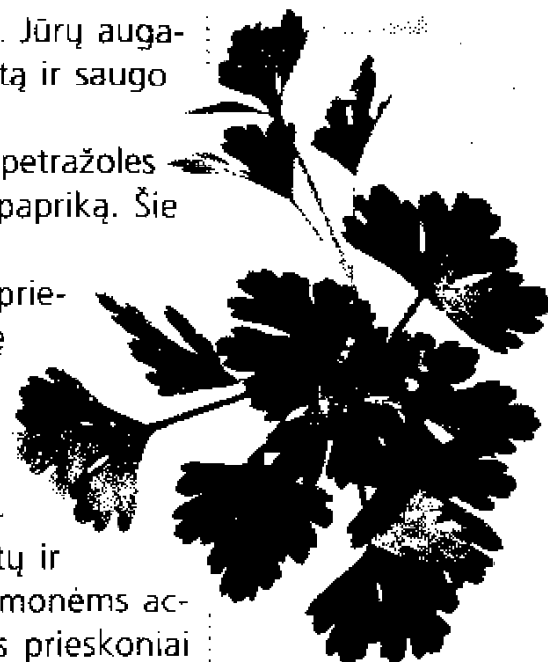 . Jūrų auga-
tą ir saugo
petražoles
papriką. Šie
prie-
ę
tų ir
monėms ac-
s prieskoniai